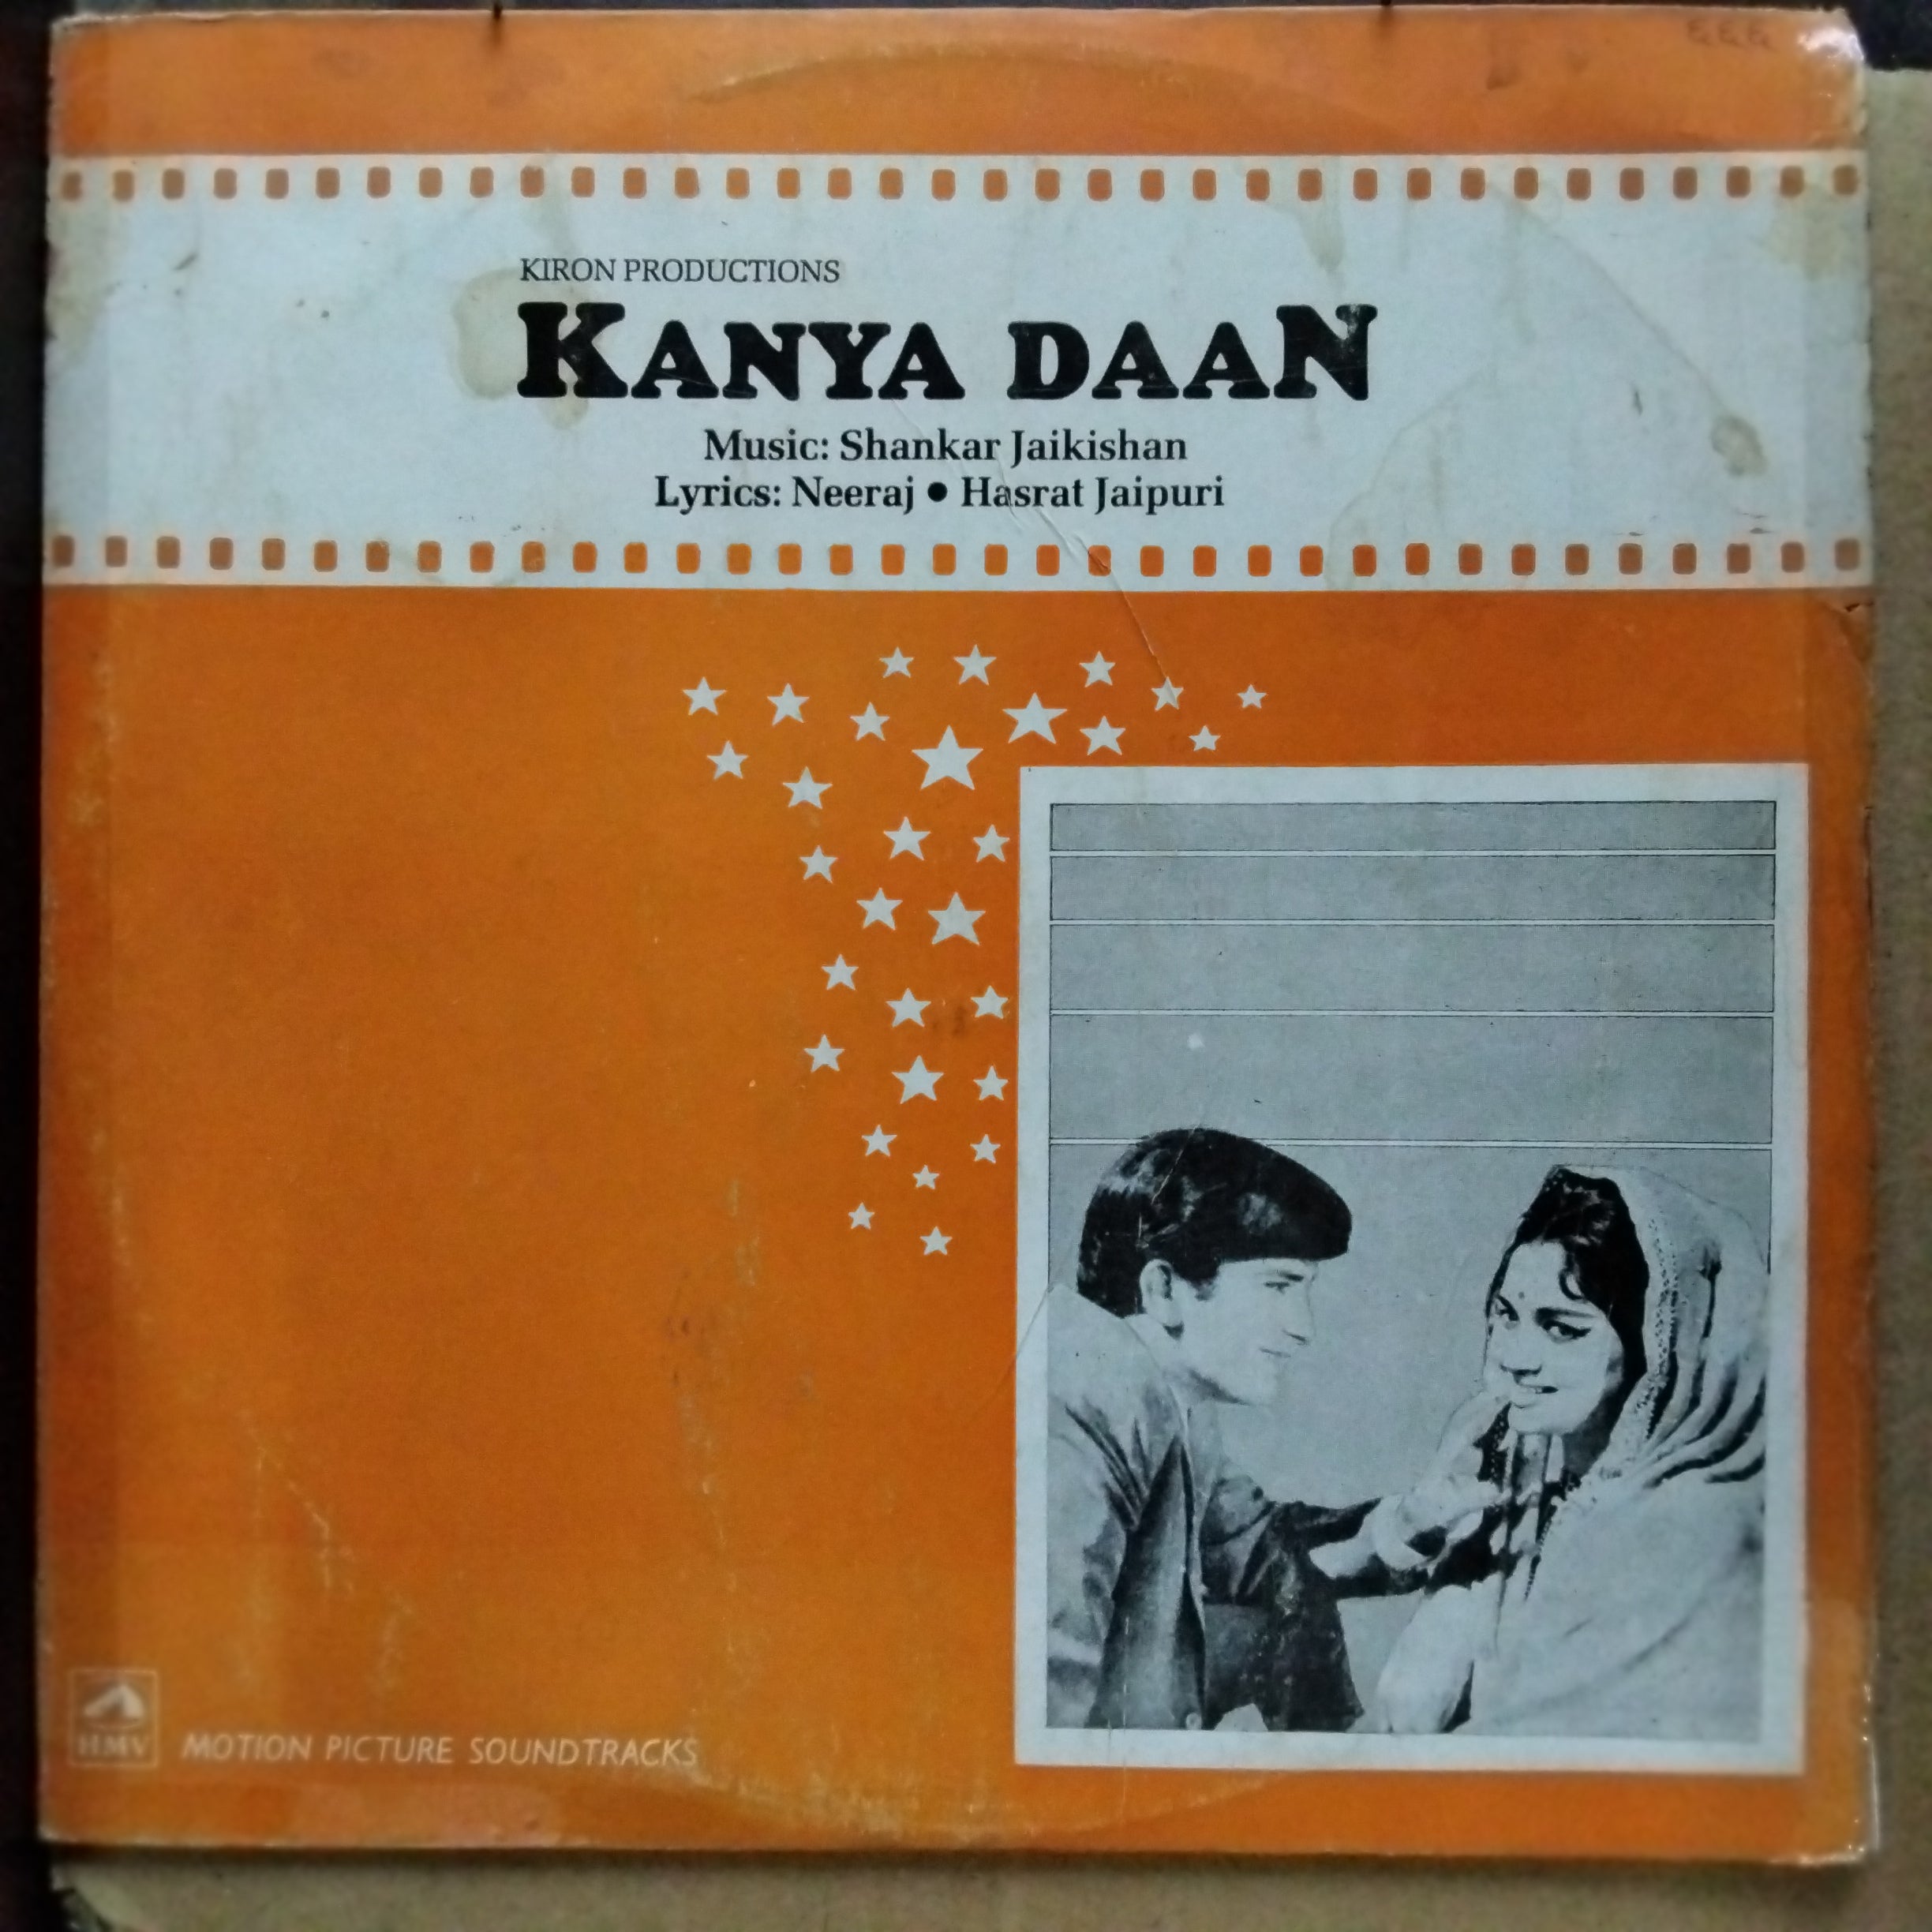 KIRON PRODUCTIONS
KANYA DAAN
Music: Shankar Jaikishan
Lyrics: Neeraj ● Hasrat Jaipuri
HMV
MOTION PICTURE SOUNDTRACKS